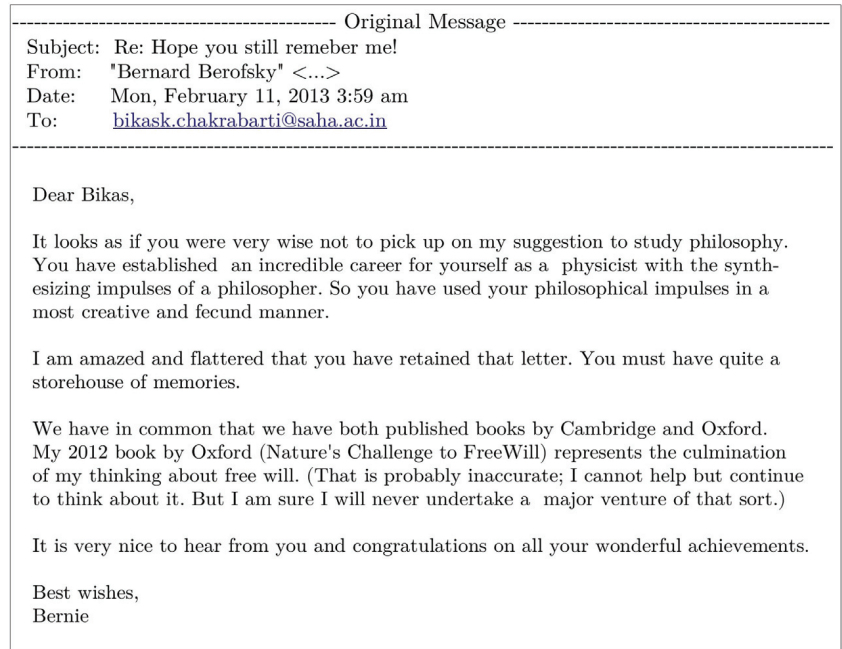 --------------------------------------------- Original Message --------------------------------------------
Subject: Re: Hope you still remeber me!
From: "Bernard Berofsky" <...>
Date: Mon, February 11, 2013 3:59 am
To: bikask.chakrabarti@saha.ac.in
------------------------------------------------------------------------------------------------------------------
Dear Bikas,
It looks as if you were very wise not to pick up on my suggestion to study philosophy.
You have established an incredible career for yourself as a physicist with the synth-
esizing impulses of a philosopher. So you have used your philosophical impulses in a
most creative and fecund manner.
I am amazed and flattered that you have retained that letter. You must have quite a
storehouse of memories.
We have in common that we have both published books by Cambridge and Oxford.
My 2012 book by Oxford (Nature's Challenge to FreeWill) represents the culmination
of my thinking about free will. (That is probably inaccurate; I cannot help but continue
to think about it. But I am sure I will never undertake a major venture of that sort.)
It is very nice to hear from you and congratulations on all your wonderful achievements.
Best wishes,
Bernie